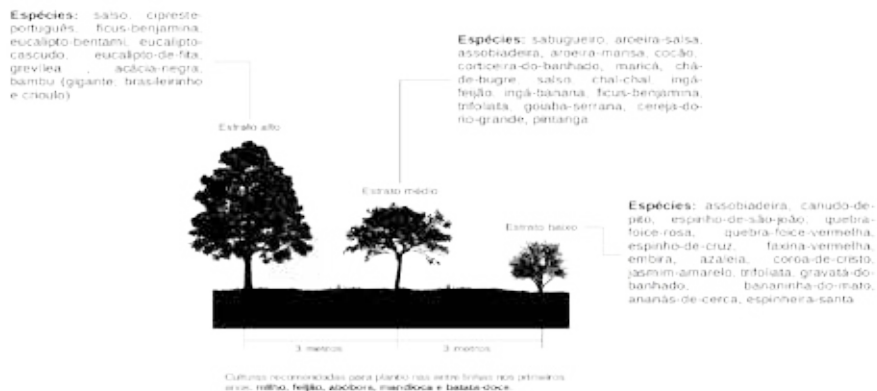 Espécies: salso, cipreste-
português, ficus-benjamina,
eucalipto-bentami, eucalipto-
cascudo, eucalipto-de-fita,
grevílea , acácia-negra,
bambu (gigante, brasileirinho
e crioulo)
Estrato alto
Espécies: sabugueiro, aroeira-salsa,
assobiadeira, aroeira-mansa, cocão,
corticeira-do-banhado, maricá, chá-
de-bugre, salso, chal-chal, ingá-
feijão, ingá-banana, ficus-benjamina,
trifoliata, goiaba-serrana, cereja-do-
rio-grande, pintanga
Estrato médio
Espécies: assobiadeira, canudo-de-
pito, espinho-de-são-joão, quebra-
foice-rosa, quebra-foice-vermelha,
espinho-de-cruz, faxina-vermelha,
embira, azaleia, coroa-de-cristo,
jasmim-amarelo, trifoliata, gravatá-do-
banhado, bananinha-do-mato,
ananás-de-cerca, espinheira-santa
Estrato baixo
3 metros
3 metros
Culturas recomendadas para plantio nas entre linhas nos primeiros
anos: milho, feijão, abóbora, mandioca e batata-doce.